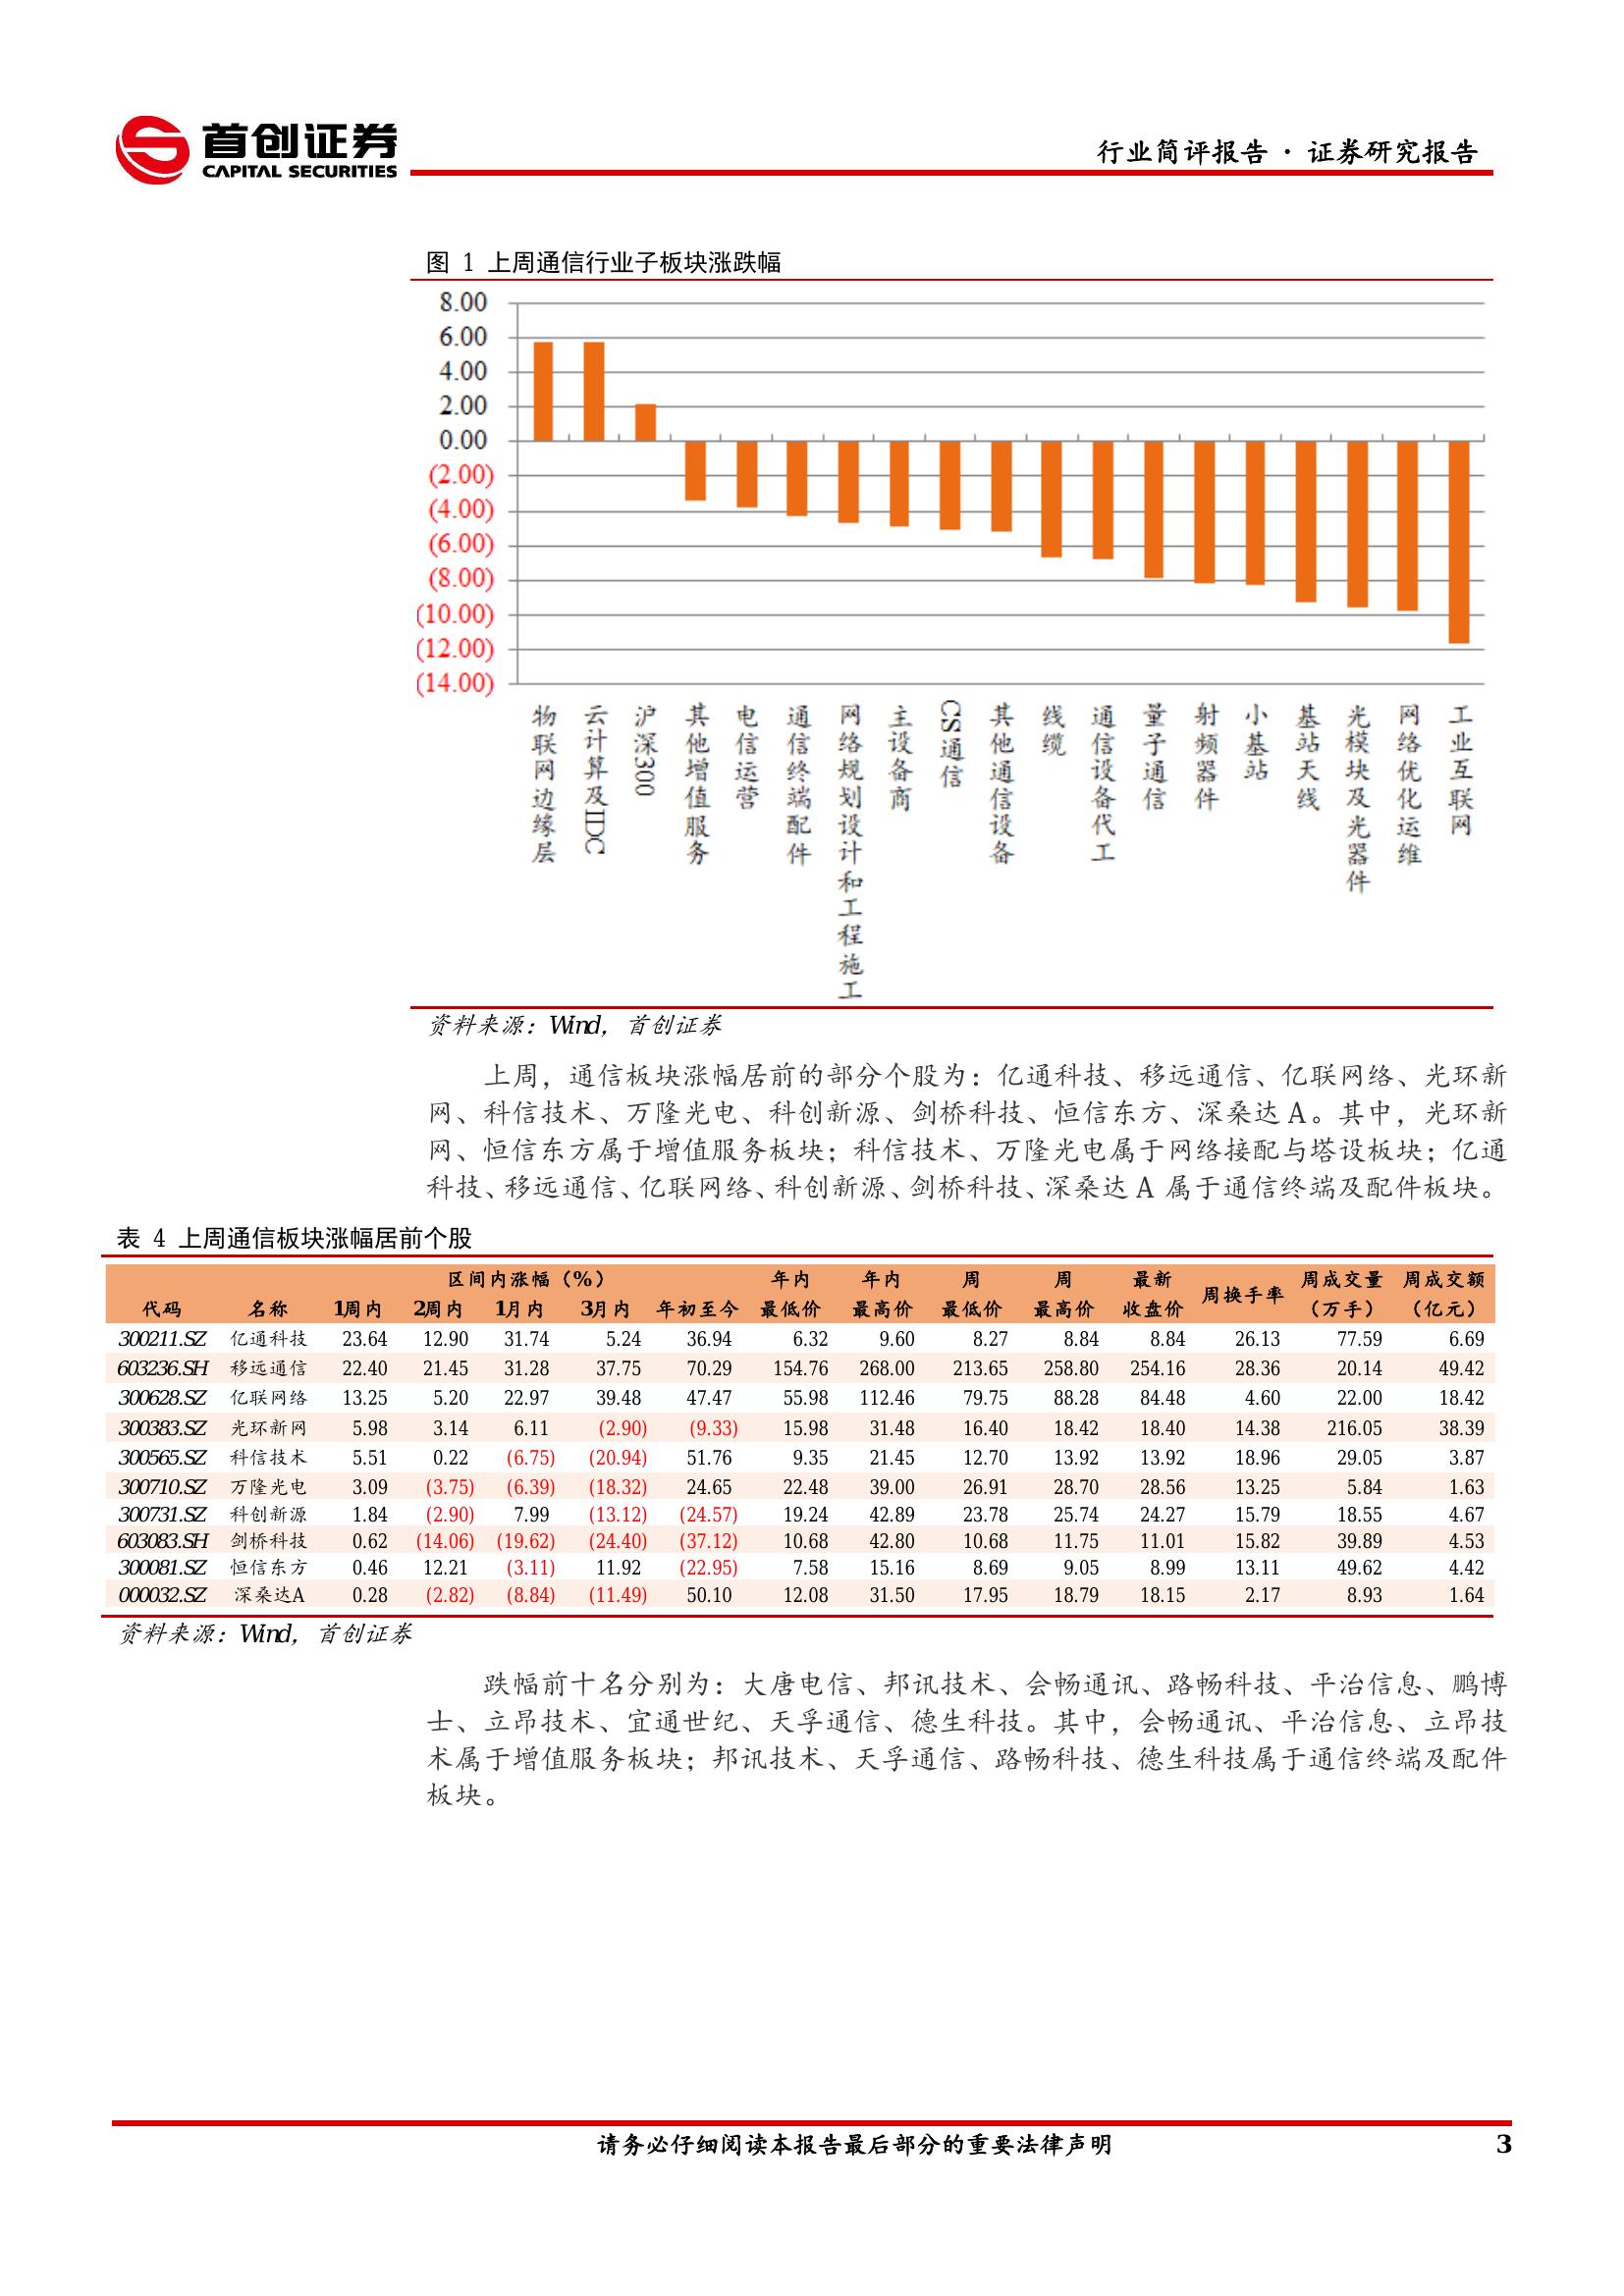 首创证券
CAPITAL SECURITIES
行业简评报告 · 证券研究报告
图 1 上周通信行业子板块涨跌幅
8.00
6.00
4.00
2.00
0.00
(2.00)
(4.00)
(6.00)
(8.00)
(10.00)
(12.00)
(14.00)
物联网边缘层
云计算及IDC
沪深300
其他增值服务
电信运营
通信终端配件
网络规划设计和工程施工
主设备商
CS通信
其他通信设备
线缆
通信设备代工
量子通信
射频器件
小基站
基站天线
光模块及光器件
网络优化运维
工业互联网
资料来源：Wind，首创证券
上周，通信板块涨幅居前的部分个股为：亿通科技、移远通信、亿联网络、光环新
网、科信技术、万隆光电、科创新源、剑桥科技、恒信东方、深桑达 A。其中，光环新
网、恒信东方属于增值服务板块；科信技术、万隆光电属于网络接配与塔设板块；亿通
科技、移远通信、亿联网络、科创新源、剑桥科技、深桑达 A 属于通信终端及配件板块。
表 4 上周通信板块涨幅居前个股
区间内涨幅（%） 年内 年内 周 周 最新 周换手率 周成交量 周成交额
代码 名称 1周内 2周内 1月内 3月内 年初至今 最低价 最高价 最低价 最高价 收盘价 （万手） （亿元）
300211.SZ 亿通科技 23.64 12.90 31.74 5.24 36.94 6.32 9.60 8.27 8.84 8.84 26.13 77.59 6.69
603236.SH 移远通信 22.40 21.45 31.28 37.75 70.29 154.76 268.00 213.65 258.80 254.16 28.36 20.14 49.42
300628.SZ 亿联网络 13.25 5.20 22.97 39.48 47.47 55.98 112.46 79.75 88.28 84.48 4.60 22.00 18.42
300383.SZ 光环新网 5.98 3.14 6.11 (2.90) (9.33) 15.98 31.48 16.40 18.42 18.40 14.38 216.05 38.39
300565.SZ 科信技术 5.51 0.22 (6.75) (20.94) 51.76 9.35 21.45 12.70 13.92 13.92 18.96 29.05 3.87
300710.SZ 万隆光电 3.09 (3.75) (6.39) (18.32) 24.65 22.48 39.00 26.91 28.70 28.56 13.25 5.84 1.63
300731.SZ 科创新源 1.84 (2.90) 7.99 (13.12) (24.57) 19.24 42.89 23.78 25.74 24.27 15.79 18.55 4.67
603083.SH 剑桥科技 0.62 (14.06) (19.62) (24.40) (37.12) 10.68 42.80 10.68 11.75 11.01 15.82 39.89 4.53
300081.SZ 恒信东方 0.46 12.21 (3.11) 11.92 (22.95) 7.58 15.16 8.69 9.05 8.99 13.11 49.62 4.42
000032.SZ 深桑达A 0.28 (2.82) (8.84) (11.49) 50.10 12.08 31.50 17.95 18.79 18.15 2.17 8.93 1.64
资料来源：Wind，首创证券
跌幅前十名分别为：大唐电信、邦讯技术、会畅通讯、路畅科技、平治信息、鹏博
士、立昂技术、宜通世纪、天孚通信、德生科技。其中，会畅通讯、平治信息、立昂技
术属于增值服务板块；邦讯技术、天孚通信、路畅科技、德生科技属于通信终端及配件
板块。
请务必仔细阅读本报告最后部分的重要法律声明 3